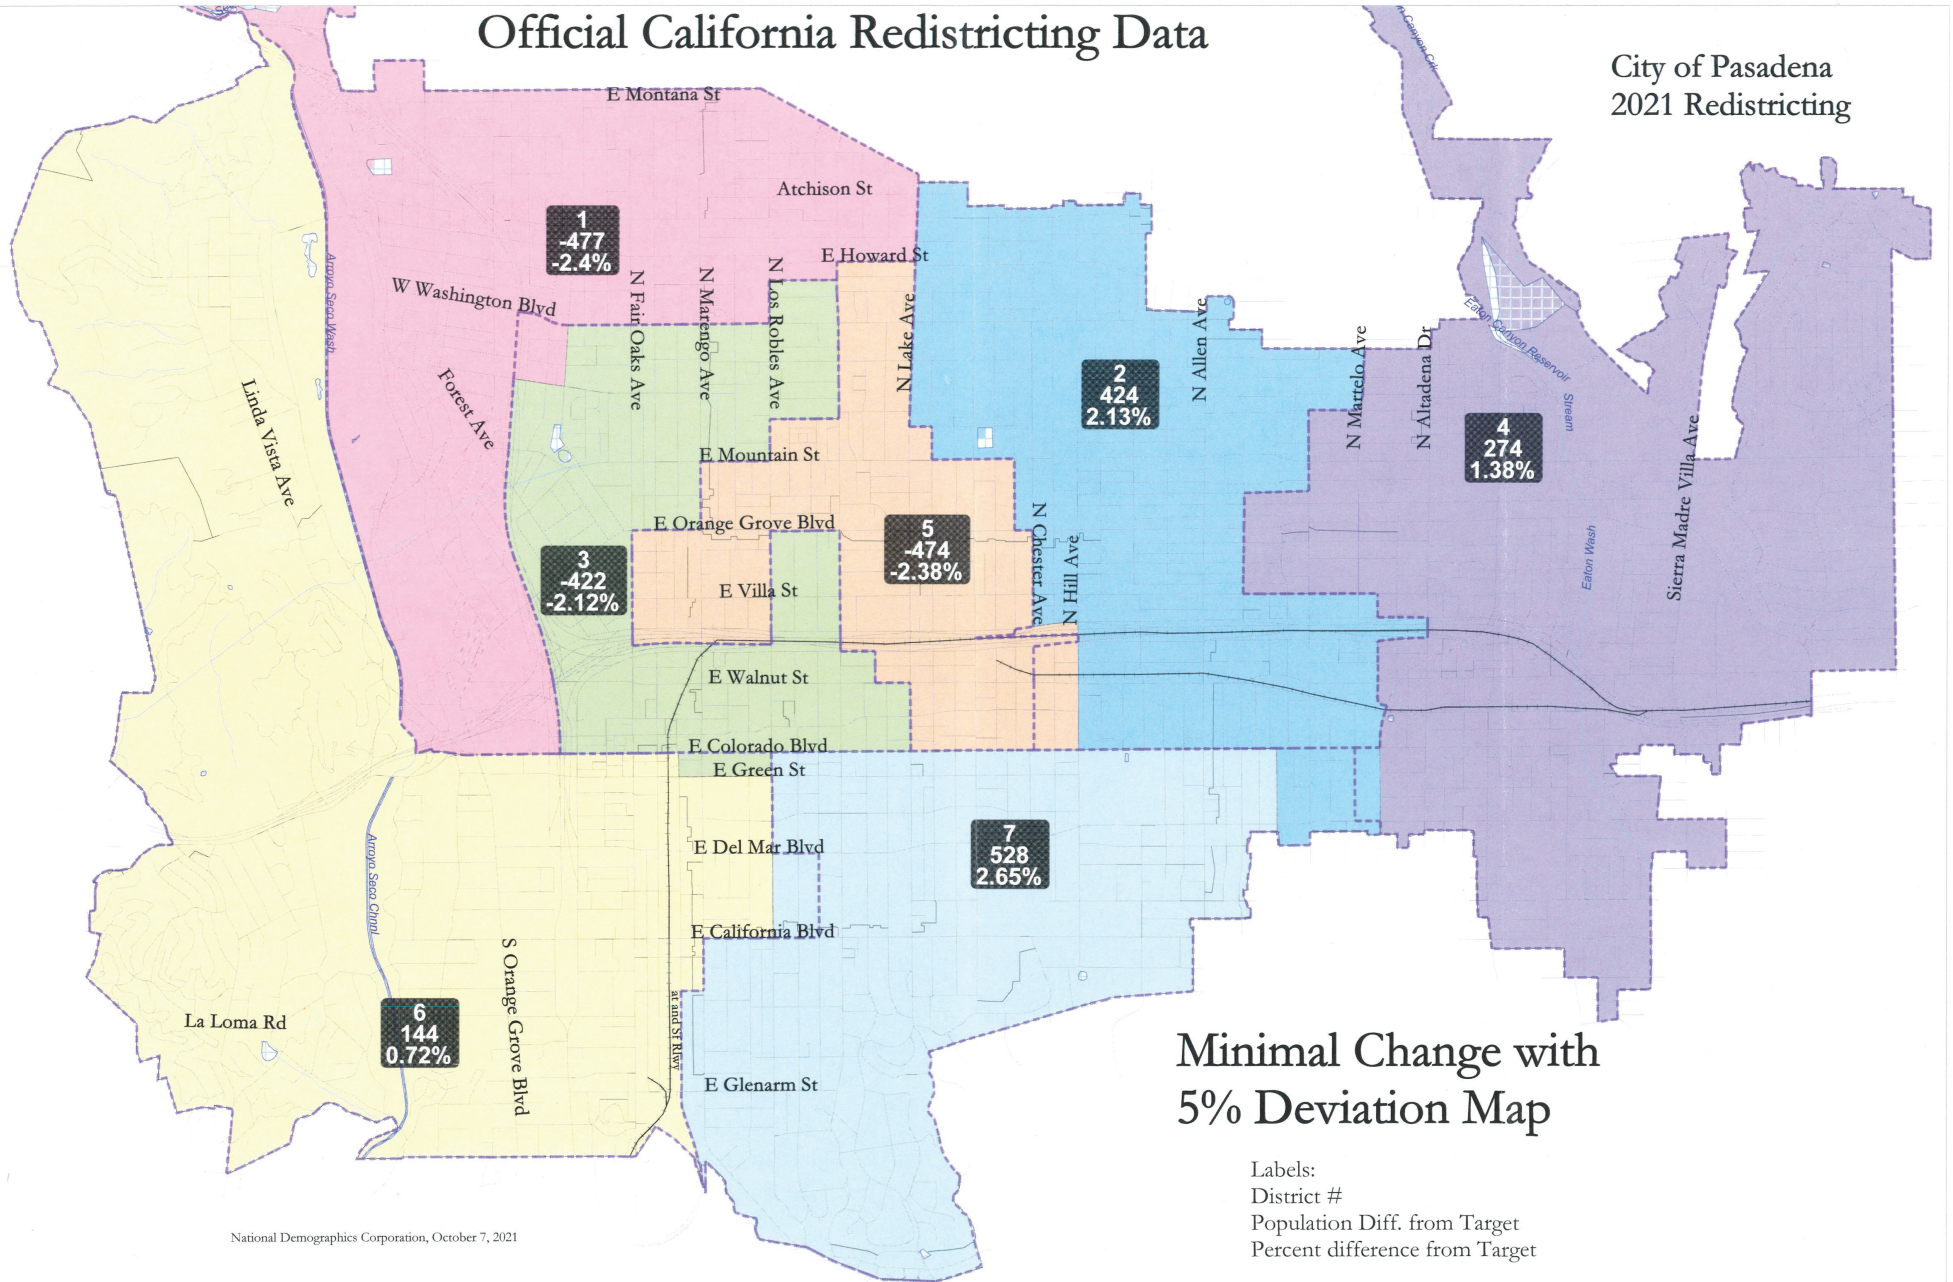 Official California Redistricting Data
City of Pasadena
2021 Redistricting
E Montana St
Atchison St
1
-477
-2.4%
E Howard St
W Washington Blvd
N Fair Oaks Ave
N Marengo Ave
N Los Robles Ave
N Lake Ave
N Allen Ave
N Martelo Ave
N Altadena Dr
Eaton Canyon Reservoir
Stream
Arroyo Seco Wash
Linda Vista Ave
Forest Ave
2
424
2.13%
4
274
1.38%
Sierra Madre Villa Ave
E Mountain St
E Orange Grove Blvd
5
-474
-2.38%
N Chester Ave
N Hill Ave
Eaton Wash
3
-422
-2.12%
E Villa St
E Walnut St
E Colorado Blvd
E Green St
E Del Mar Blvd
7
528
2.65%
Arroyo Seco Chnnl
E California Blvd
S Orange Grove Blvd
at and Sf Rlwy
6
144
0.72%
La Loma Rd
E Glenarm St
Minimal Change with
5% Deviation Map
Labels:
District #
Population Diff. from Target
Percent difference from Target
National Demographics Corporation, October 7, 2021